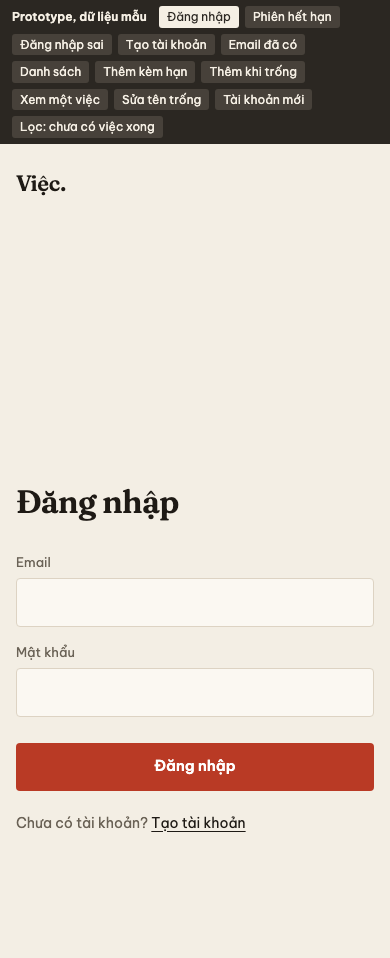 Prototype, dữ liệu mẫu Đăng nhập Phiên hết hạn
Đăng nhập sai Tạo tài khoản Email đã có
Danh sách Thêm kèm hạn Thêm khi trống
Xem một việc Sửa tên trống Tài khoản mới
Lọc: chưa có việc xong
Việc.
Đăng nhập
Email
Mật khẩu
Đăng nhập
Chưa có tài khoản? Tạo tài khoản